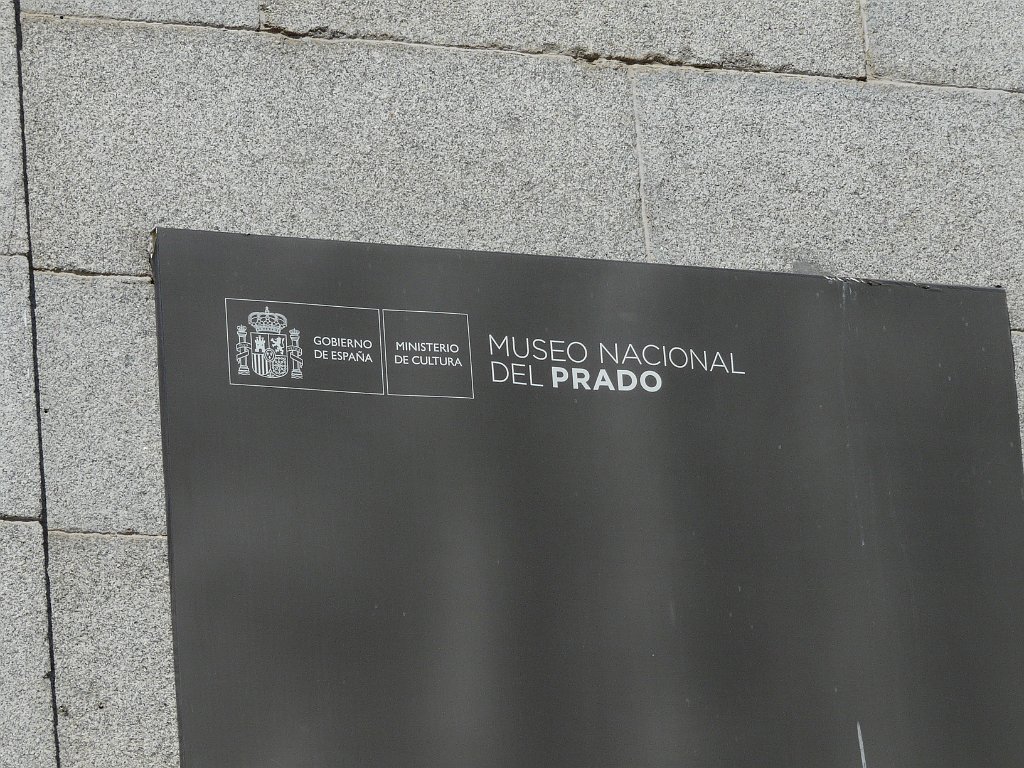 GOBIERNO
DE ESPAÑA
MINISTERIO
DE CULTURA
MUSEO NACIONAL
DEL PRADO